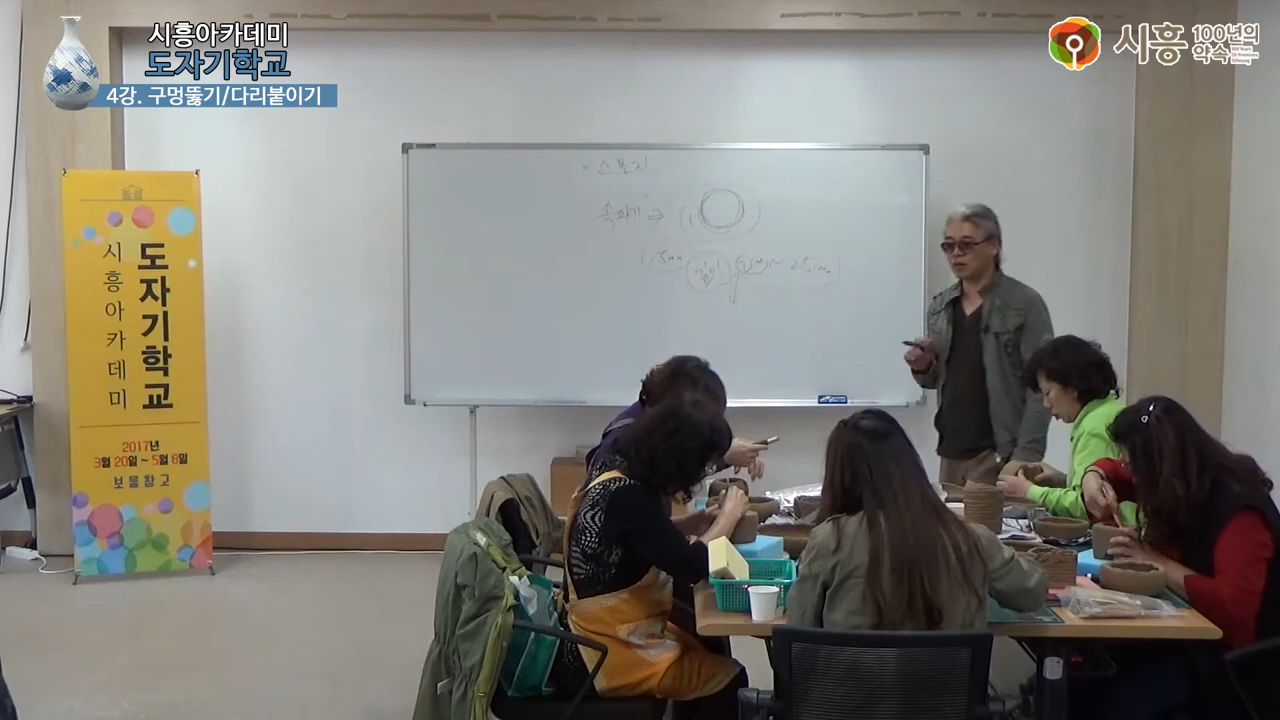 시흥아카데미
도자기학교
4강. 구멍뚫기/다리붙이기
시흥
100년의
약속
시흥아카데미
도자기학교
2017년
3월 20일 ~ 5월 8일
보물창고